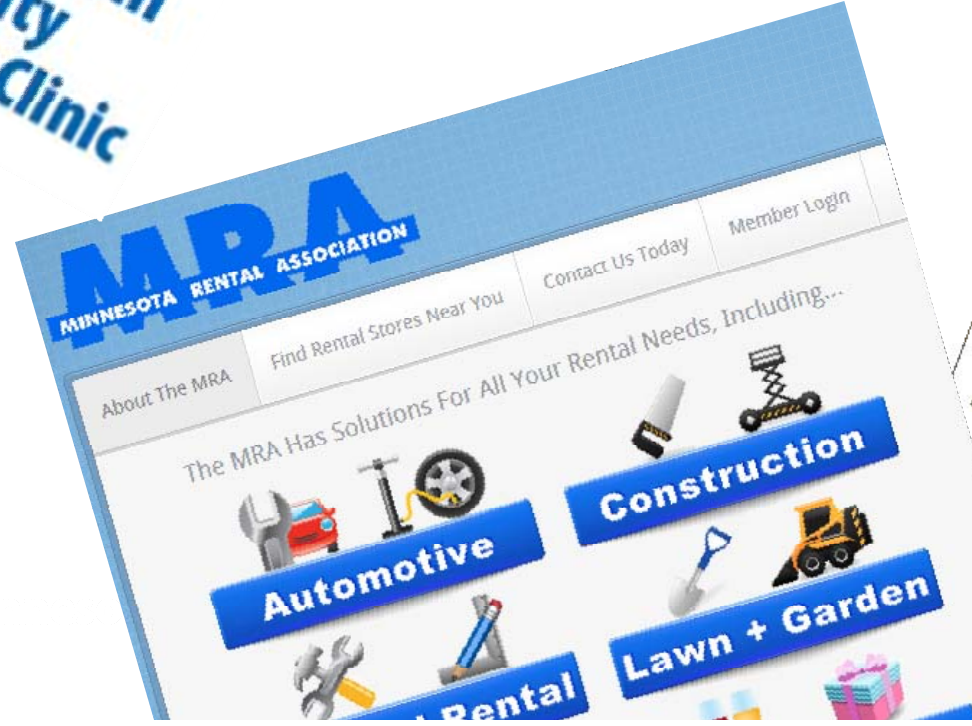 Clinic
MRA
MINNESOTA RENTAL ASSOCIATION
About The MRA
Find Rental Stores Near You
Contact Us Today
Member Login
The MRA Has Solutions For All Your Rental Needs, Including...
Automotive
Construction
Rental
Lawn + Garden